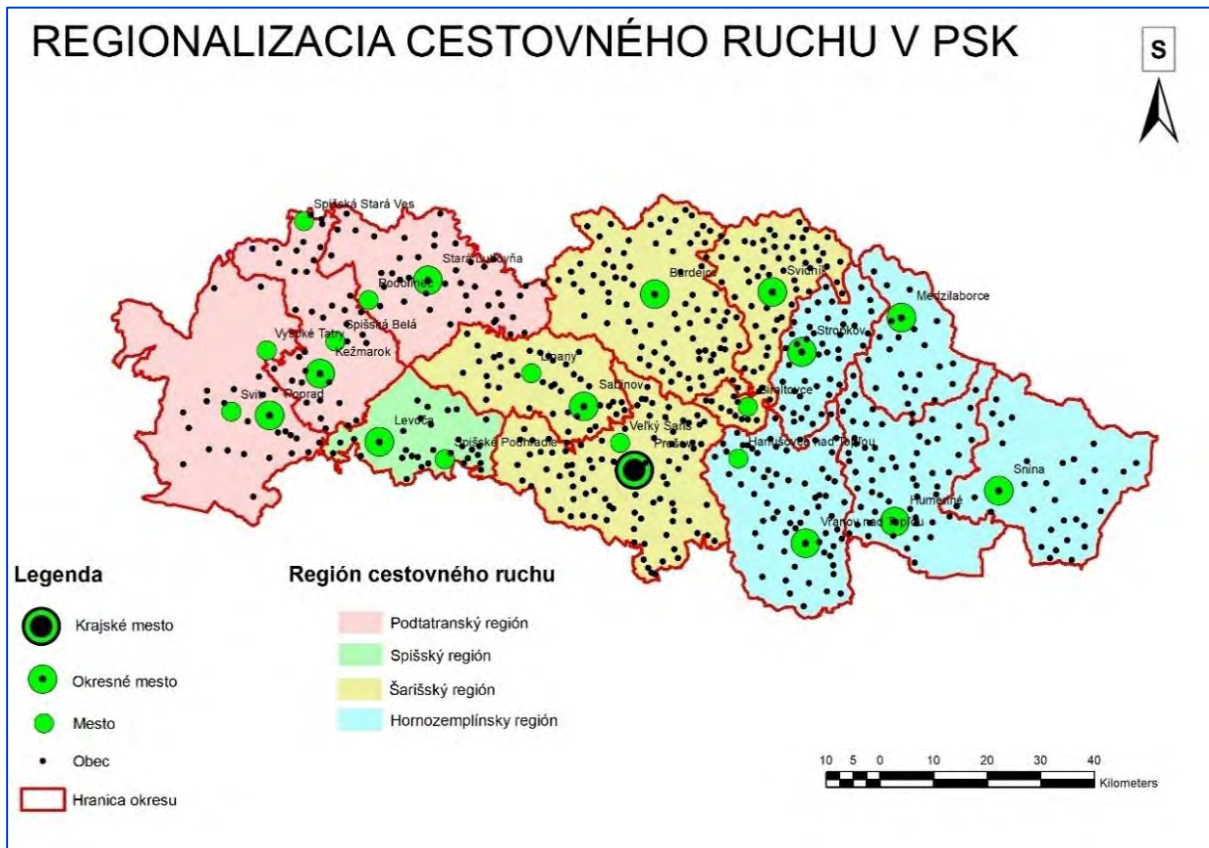 REGIONALIZACIA CESTOVNÉHO RUCHU V PSK
S
Spišská Stará Ves
Stará Ľubovňa
Podolínec
Bardejov
Svidník
Medzilaborce
Vysoké Tatry
Spišská Belá
Kežmarok
Stropkov
Lipany
Svit
Poprad
Sabinov
Giraltovce
Levoča
Spišské Podhradie
Veľký Šariš
Prešov
Hanušovce nad Topľou
Snina
Humenné
Vranov nad Topľou
Legenda
Krajské mesto
Okresné mesto
Mesto
Obec
Hranica okresu
Región cestovného ruchu
Podtatranský región
Spišský región
Šarišský región
Hornozemplínsky región
10 5 0 10 20 30 40
Kilometers